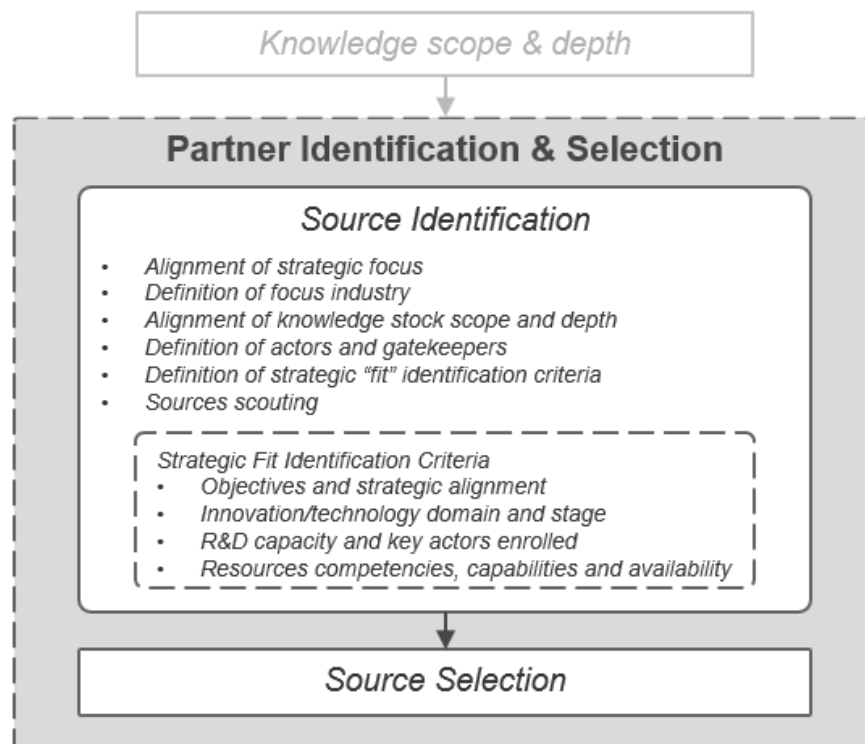 Knowledge scope & depth
Partner Identification & Selection
Source Identification
• Alignment of strategic focus
• Definition of focus industry
• Alignment of knowledge stock scope and depth
• Definition of actors and gatekeepers
• Definition of strategic “fit” identification criteria
• Sources scouting
Strategic Fit Identification Criteria
• Objectives and strategic alignment
• Innovation/technology domain and stage
• R&D capacity and key actors enrolled
• Resources competencies, capabilities and availability
Source Selection